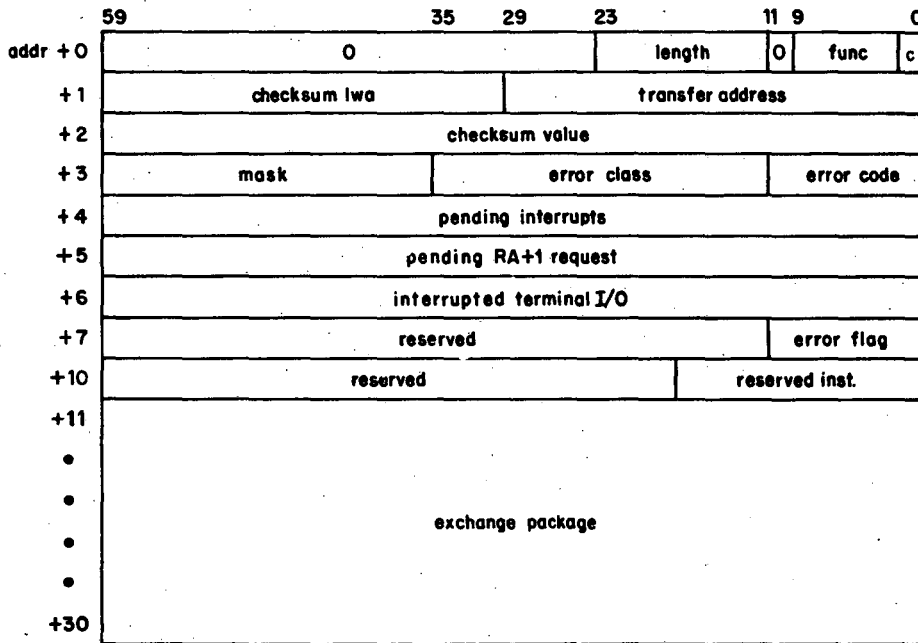 59 35 29 23 11 9 0
addr +0 0 length 0 func c
+1 checksum lwa transfer address
+2 checksum value
+3 mask error class error code
+4 pending interrupts
+5 pending RA+1 request
+6 interrupted terminal I/O
+7 reserved error flag
+10 reserved reserved inst.
+11
exchange package
+30